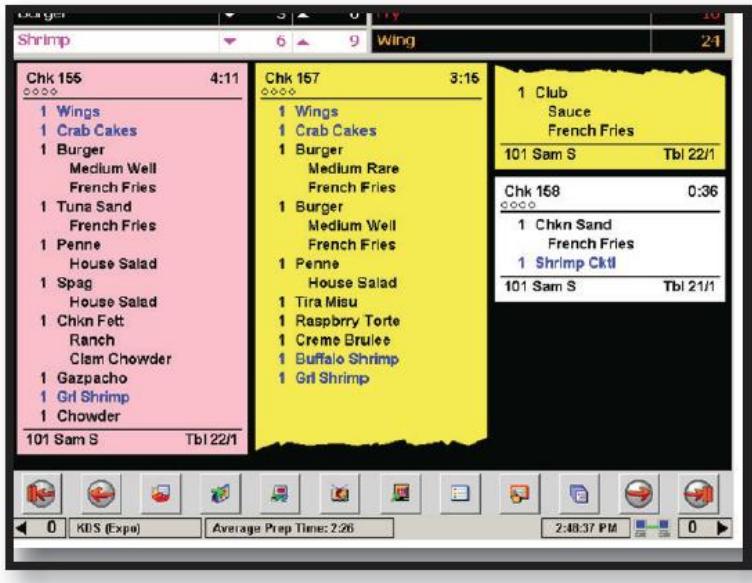 Burger 3 6 Fry 10
Shrimp 6 9 Wing 24
Chk 155 4:11
1 Wings
1 Crab Cakes
1 Burger
Medium Well
French Fries
1 Tuna Sand
French Fries
1 Penne
House Salad
1 Spag
House Salad
1 Chkn Fett
Ranch
Clam Chowder
1 Gazpacho
1 Grl Shrimp
1 Chowder
101 Sam S Tbl 22/1
Chk 157 3:15
1 Wings
1 Crab Cakes
1 Burger
Medium Rare
French Fries
1 Burger
Medium Well
French Fries
1 Penne
House Salad
1 Tira Misu
1 Raspbrry Torte
1 Creme Brulee
1 Buffalo Shrimp
1 Grl Shrimp
1 Club
Sauce
French Fries
101 Sam S Tbl 22/1
Chk 158 0:36
1 Chkn Sand
French Fries
1 Shrimp Cktl
101 Sam S Tbl 21/1
0 KDS (Expo) Average Prep Time: 2:26 2:48:37 PM 0